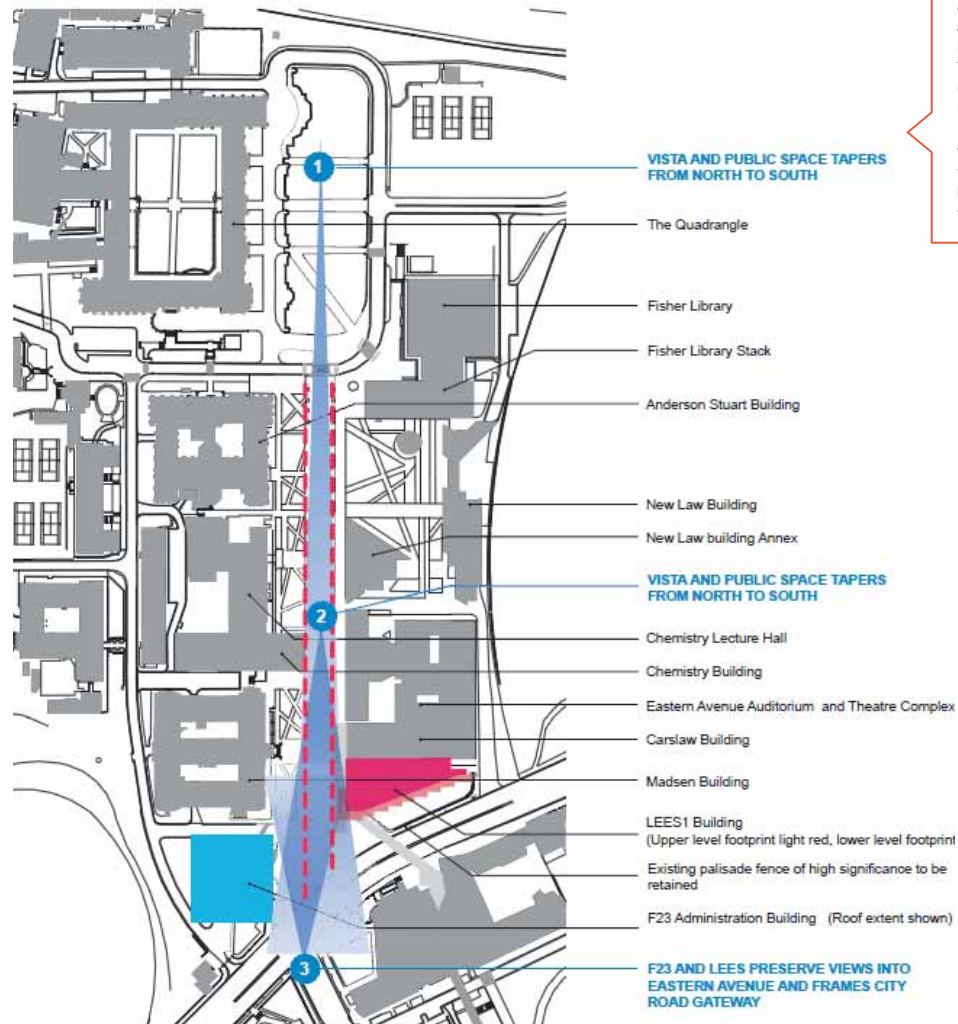 1
VISTA AND PUBLIC SPACE TAPERS
FROM NORTH TO SOUTH
The Quadrangle
Fisher Library
Fisher Library Stack
Anderson Stuart Building
New Law Building
New Law building Annex
2
VISTA AND PUBLIC SPACE TAPERS
FROM NORTH TO SOUTH
Chemistry Lecture Hall
Chemistry Building
Eastern Avenue Auditorium and Theatre Complex
Carslaw Building
Madsen Building
LEES1 Building
(Upper level footprint light red, lower level footprint
Existing palisade fence of high significance to be
retained
F23 Administration Building (Roof extent shown)
3
F23 AND LEES PRESERVE VIEWS INTO
EASTERN AVENUE AND FRAMES CITY
ROAD GATEWAY